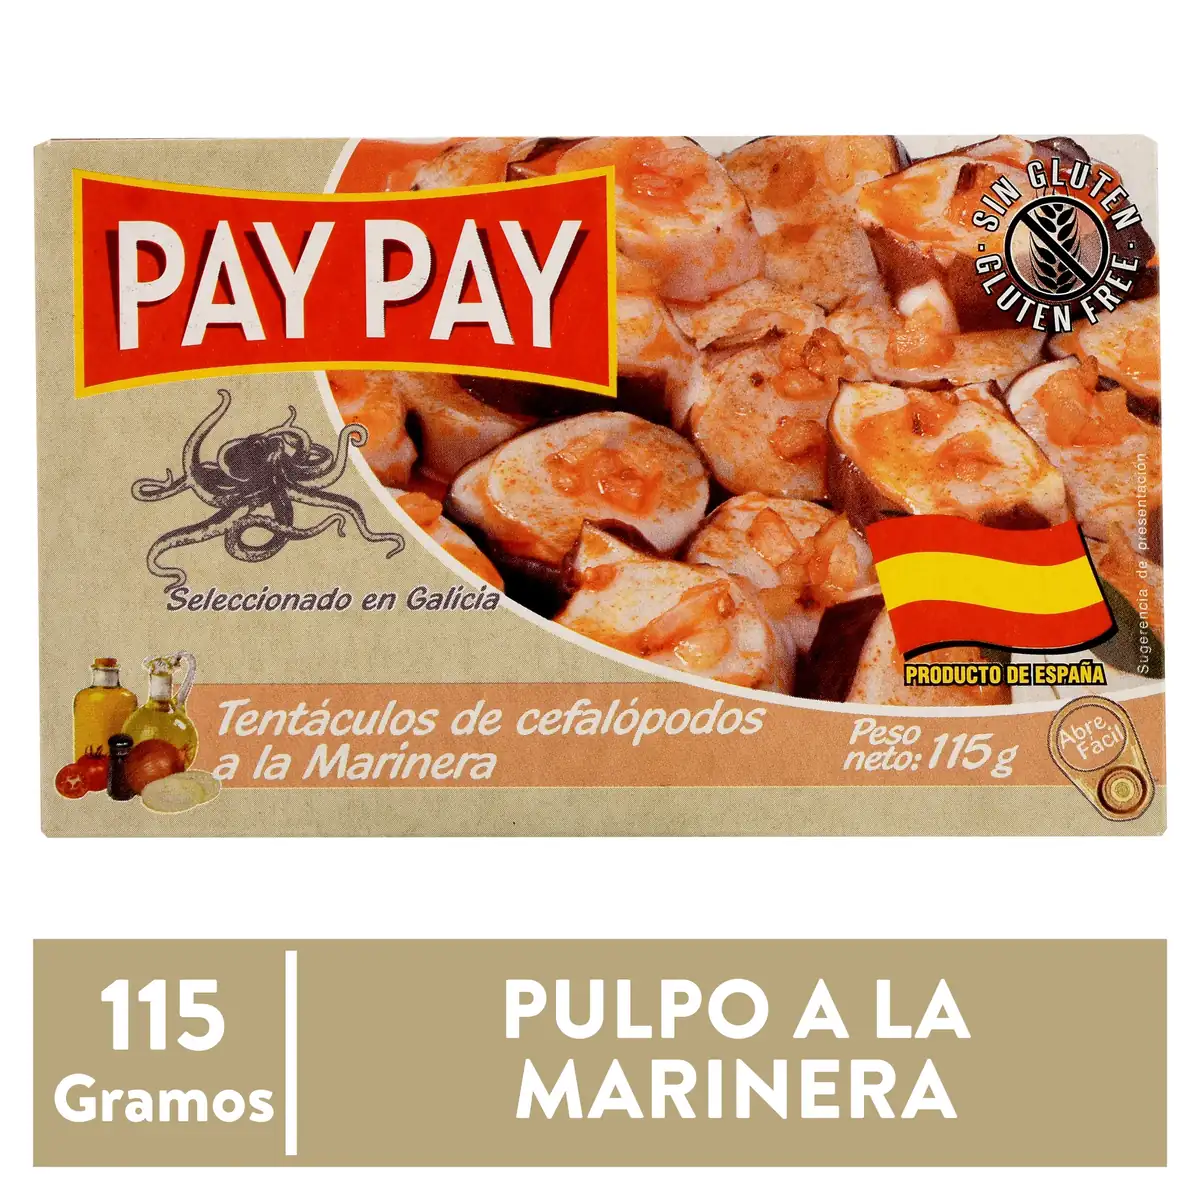 PAY PAY
· SIN GLUTEN ·
GLUTEN FREE
Seleccionado en Galicia
Sugerencia de presentación
PRODUCTO DE ESPAÑA
Tentáculos de cefalópodos
a la Marinera
Peso
neto: 115 g
Abre
Fácil
115
Gramos
PULPO A LA
MARINERA